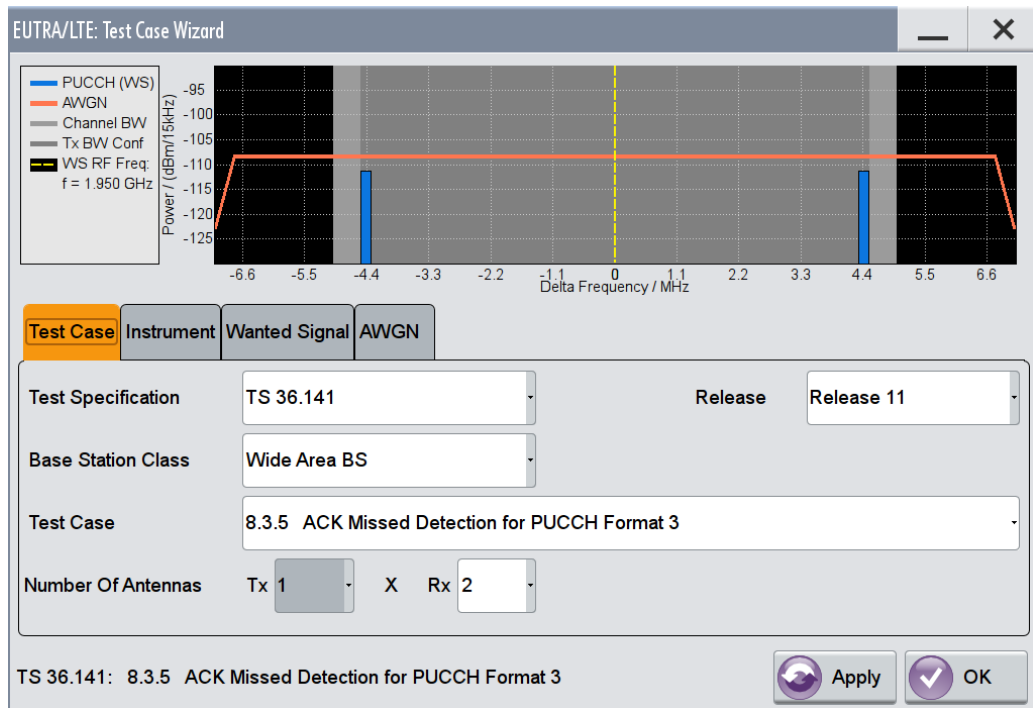 EUTRA/LTE: Test Case Wizard
PUCCH (WS)
AWGN
Channel BW
Tx BW Conf
WS RF Freq:
f = 1.950 GHz
Power / (dBm/15kHz)
-95
-100
-105
-110
-115
-120
-125
-6.6 -5.5 -4.4 -3.3 -2.2 -1.1 0 1.1 2.2 3.3 4.4 5.5 6.6
Delta Frequency / MHz
Test Case Instrument Wanted Signal AWGN
Test Specification TS 36.141 Release Release 11
Base Station Class Wide Area BS
Test Case 8.3.5 ACK Missed Detection for PUCCH Format 3
Number Of Antennas Tx 1 X Rx 2
TS 36.141: 8.3.5 ACK Missed Detection for PUCCH Format 3 Apply OK